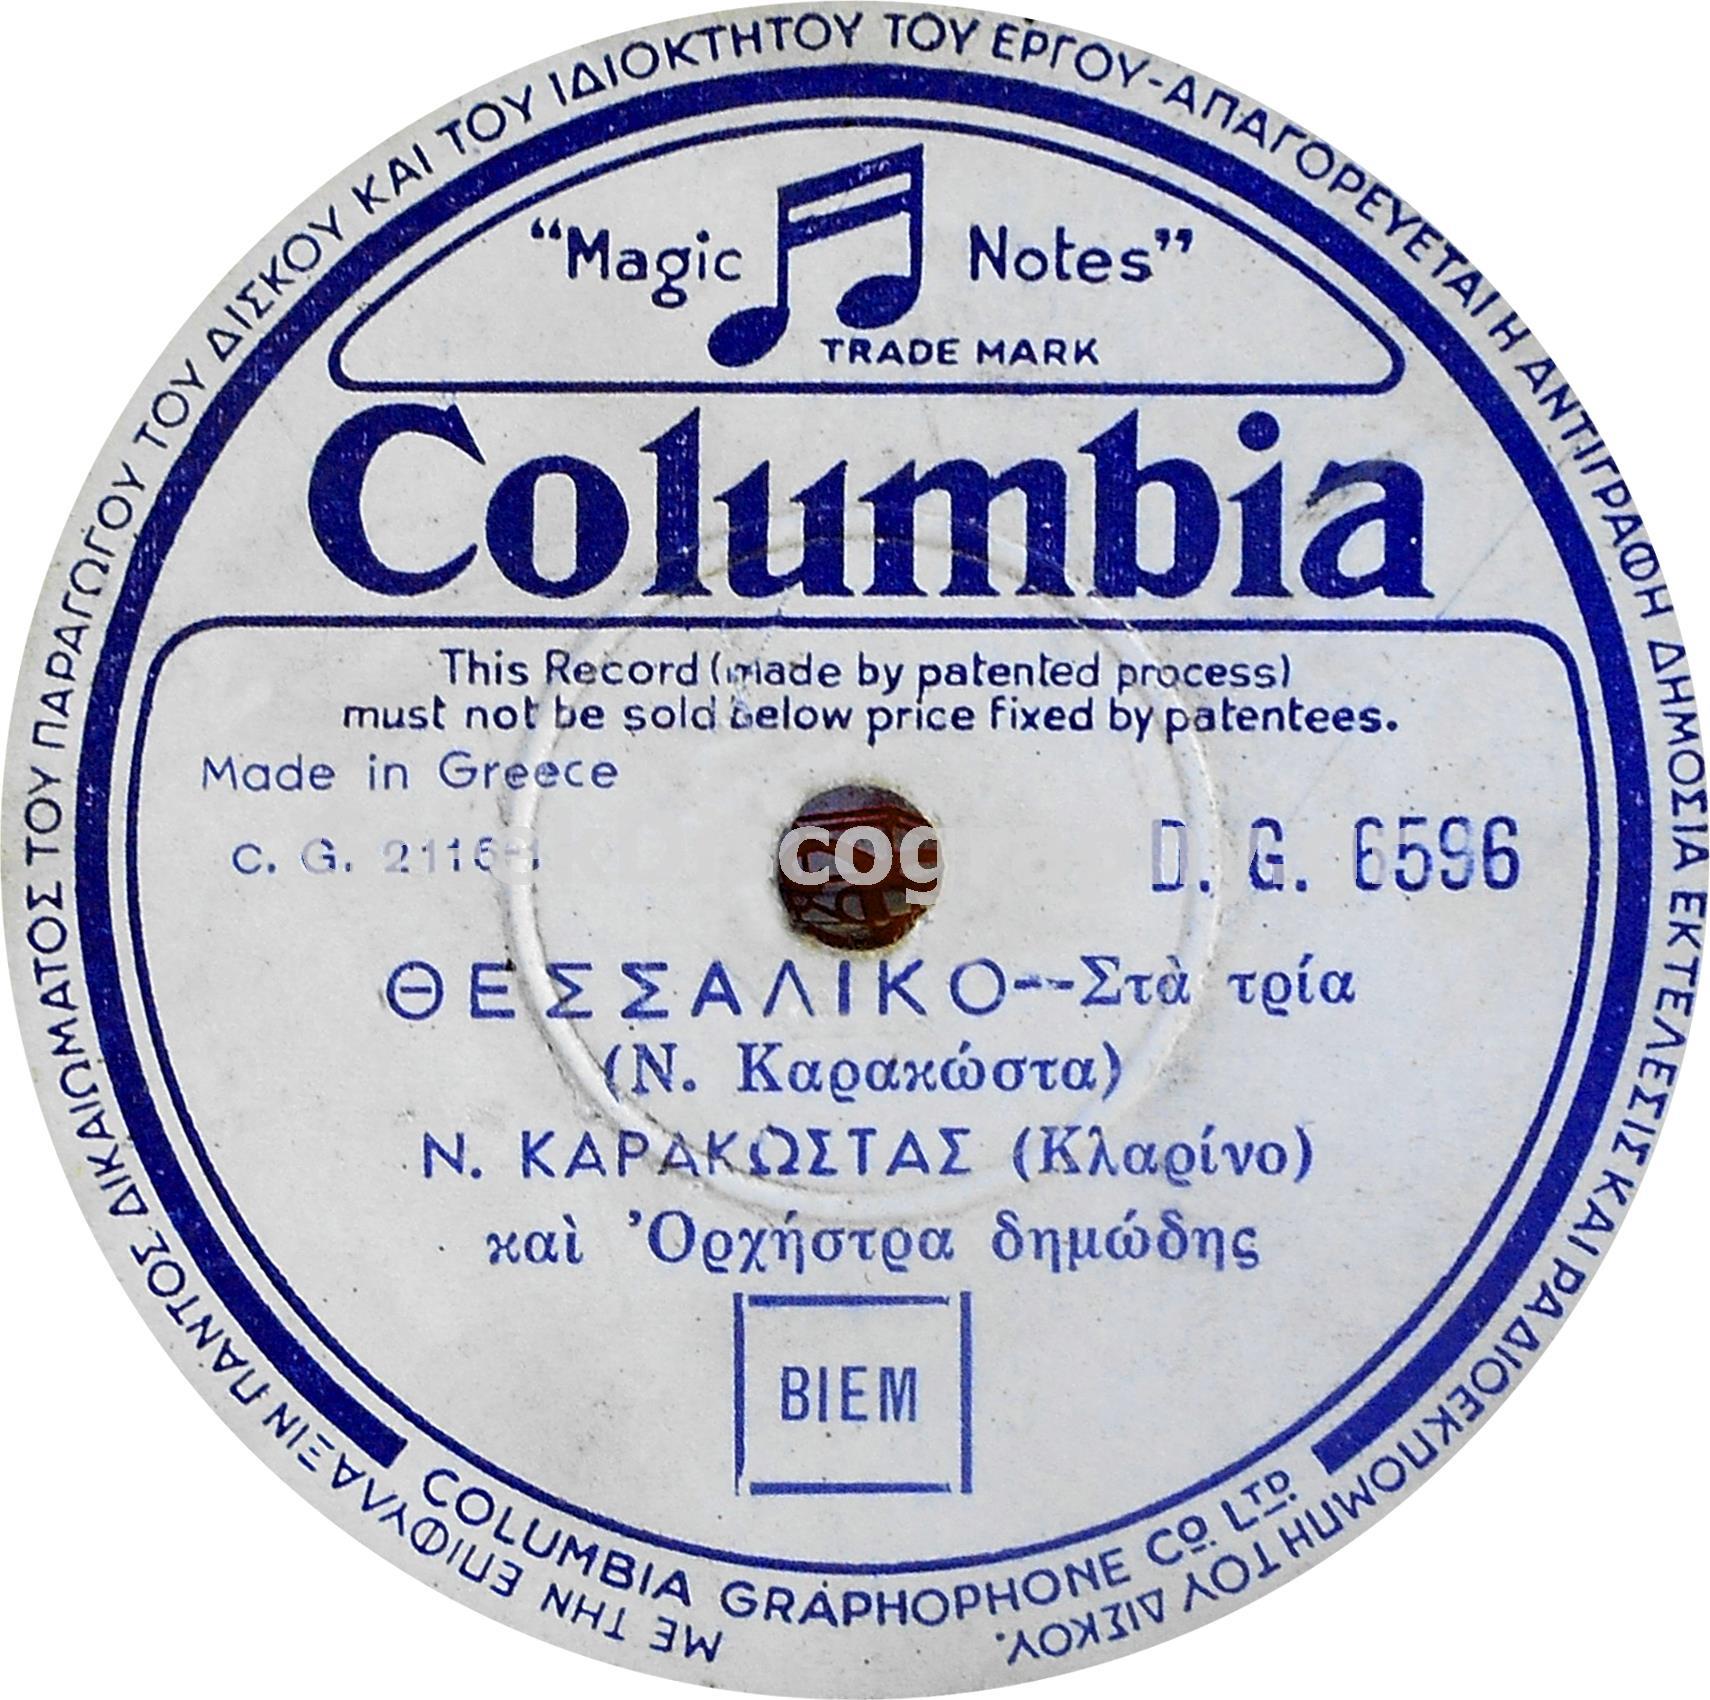 ΜΕ ΤΗΝ ΕΠΙΦΥΛΑΞΙΝ ΠΑΝΤΟΣ ΔΙΚΑΙΩΜΑΤΟΣ ΤΟΥ ΠΑΡΑΓΩΓΟΥ ΤΟΥ ΔΙΣΚΟΥ ΚΑΙ ΤΟΥ ΙΔΙΟΚΤΗΤΟΥ ΤΟΥ ΕΡΓΟΥ-ΑΠΑΓΟΡΕΥΕΤΑΙ Η ΑΝΤΙΓΡΑΦΗ ΔΗΜΟΣΙΑ ΕΚΤΕΛΕΣΙΣ ΚΑΙ ΡΑΔΙΟΕΚΠΟΜΠΗ ΤΟΥ ΔΙΣΚΟΥ.
“Magic Notes”
TRADE MARK
Columbia
This Record (made by patented process)
must not be sold below price fixed by patentees.
Made in Greece
C. G. D. G. 6596
cog
ΘΕΣΣΑΛΙΚΟ--Στὰ τρία
(Ν. Καρακώστα)
Ν. ΚΑΡΑΚΩΣΤΑΣ (Κλαρίνο)
καὶ Ὀρχήστρα δημώδης
BIEM
COLUMBIA GRAPHOPHONE CO. LTD.